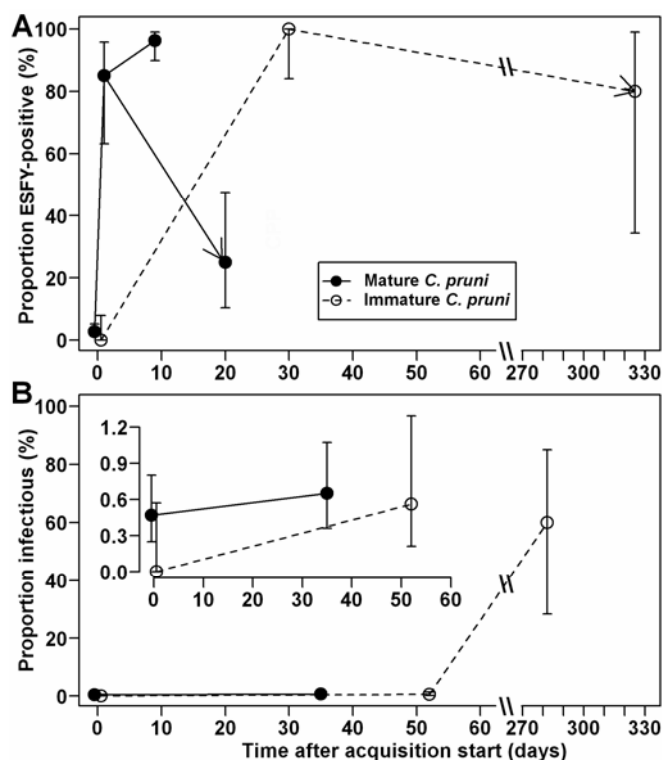 A
Proportion ESFY-positive (%)
100
80
60
40
20
0
Mature C. pruni
Immature C. pruni
0 10 20 30 40 50 60 270 300 330
B
Proportion infectious (%)
100
80
60
40
20
0
1.2
0.9
0.6
0.3
0.0
0 10 20 30 40 50 60
0 10 20 30 40 50 60 270 300 330
Time after acquisition start (days)